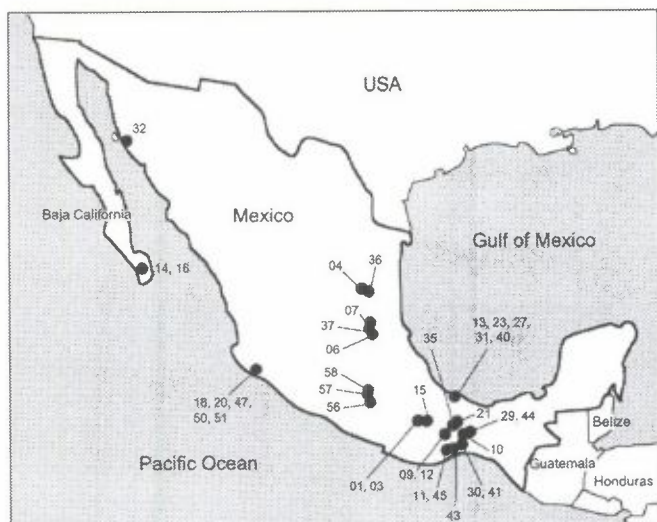 USA
32
Baja California
Mexico
Gulf of Mexico
14, 16
04
36
07
37
06
35
13, 23, 27,
31, 40
58
57
56
15
21
29, 44
18, 20, 47,
50, 51
Belize
10
Guatemala
Pacific Ocean
09, 12
Honduras
01, 03
11, 45
30, 41
43